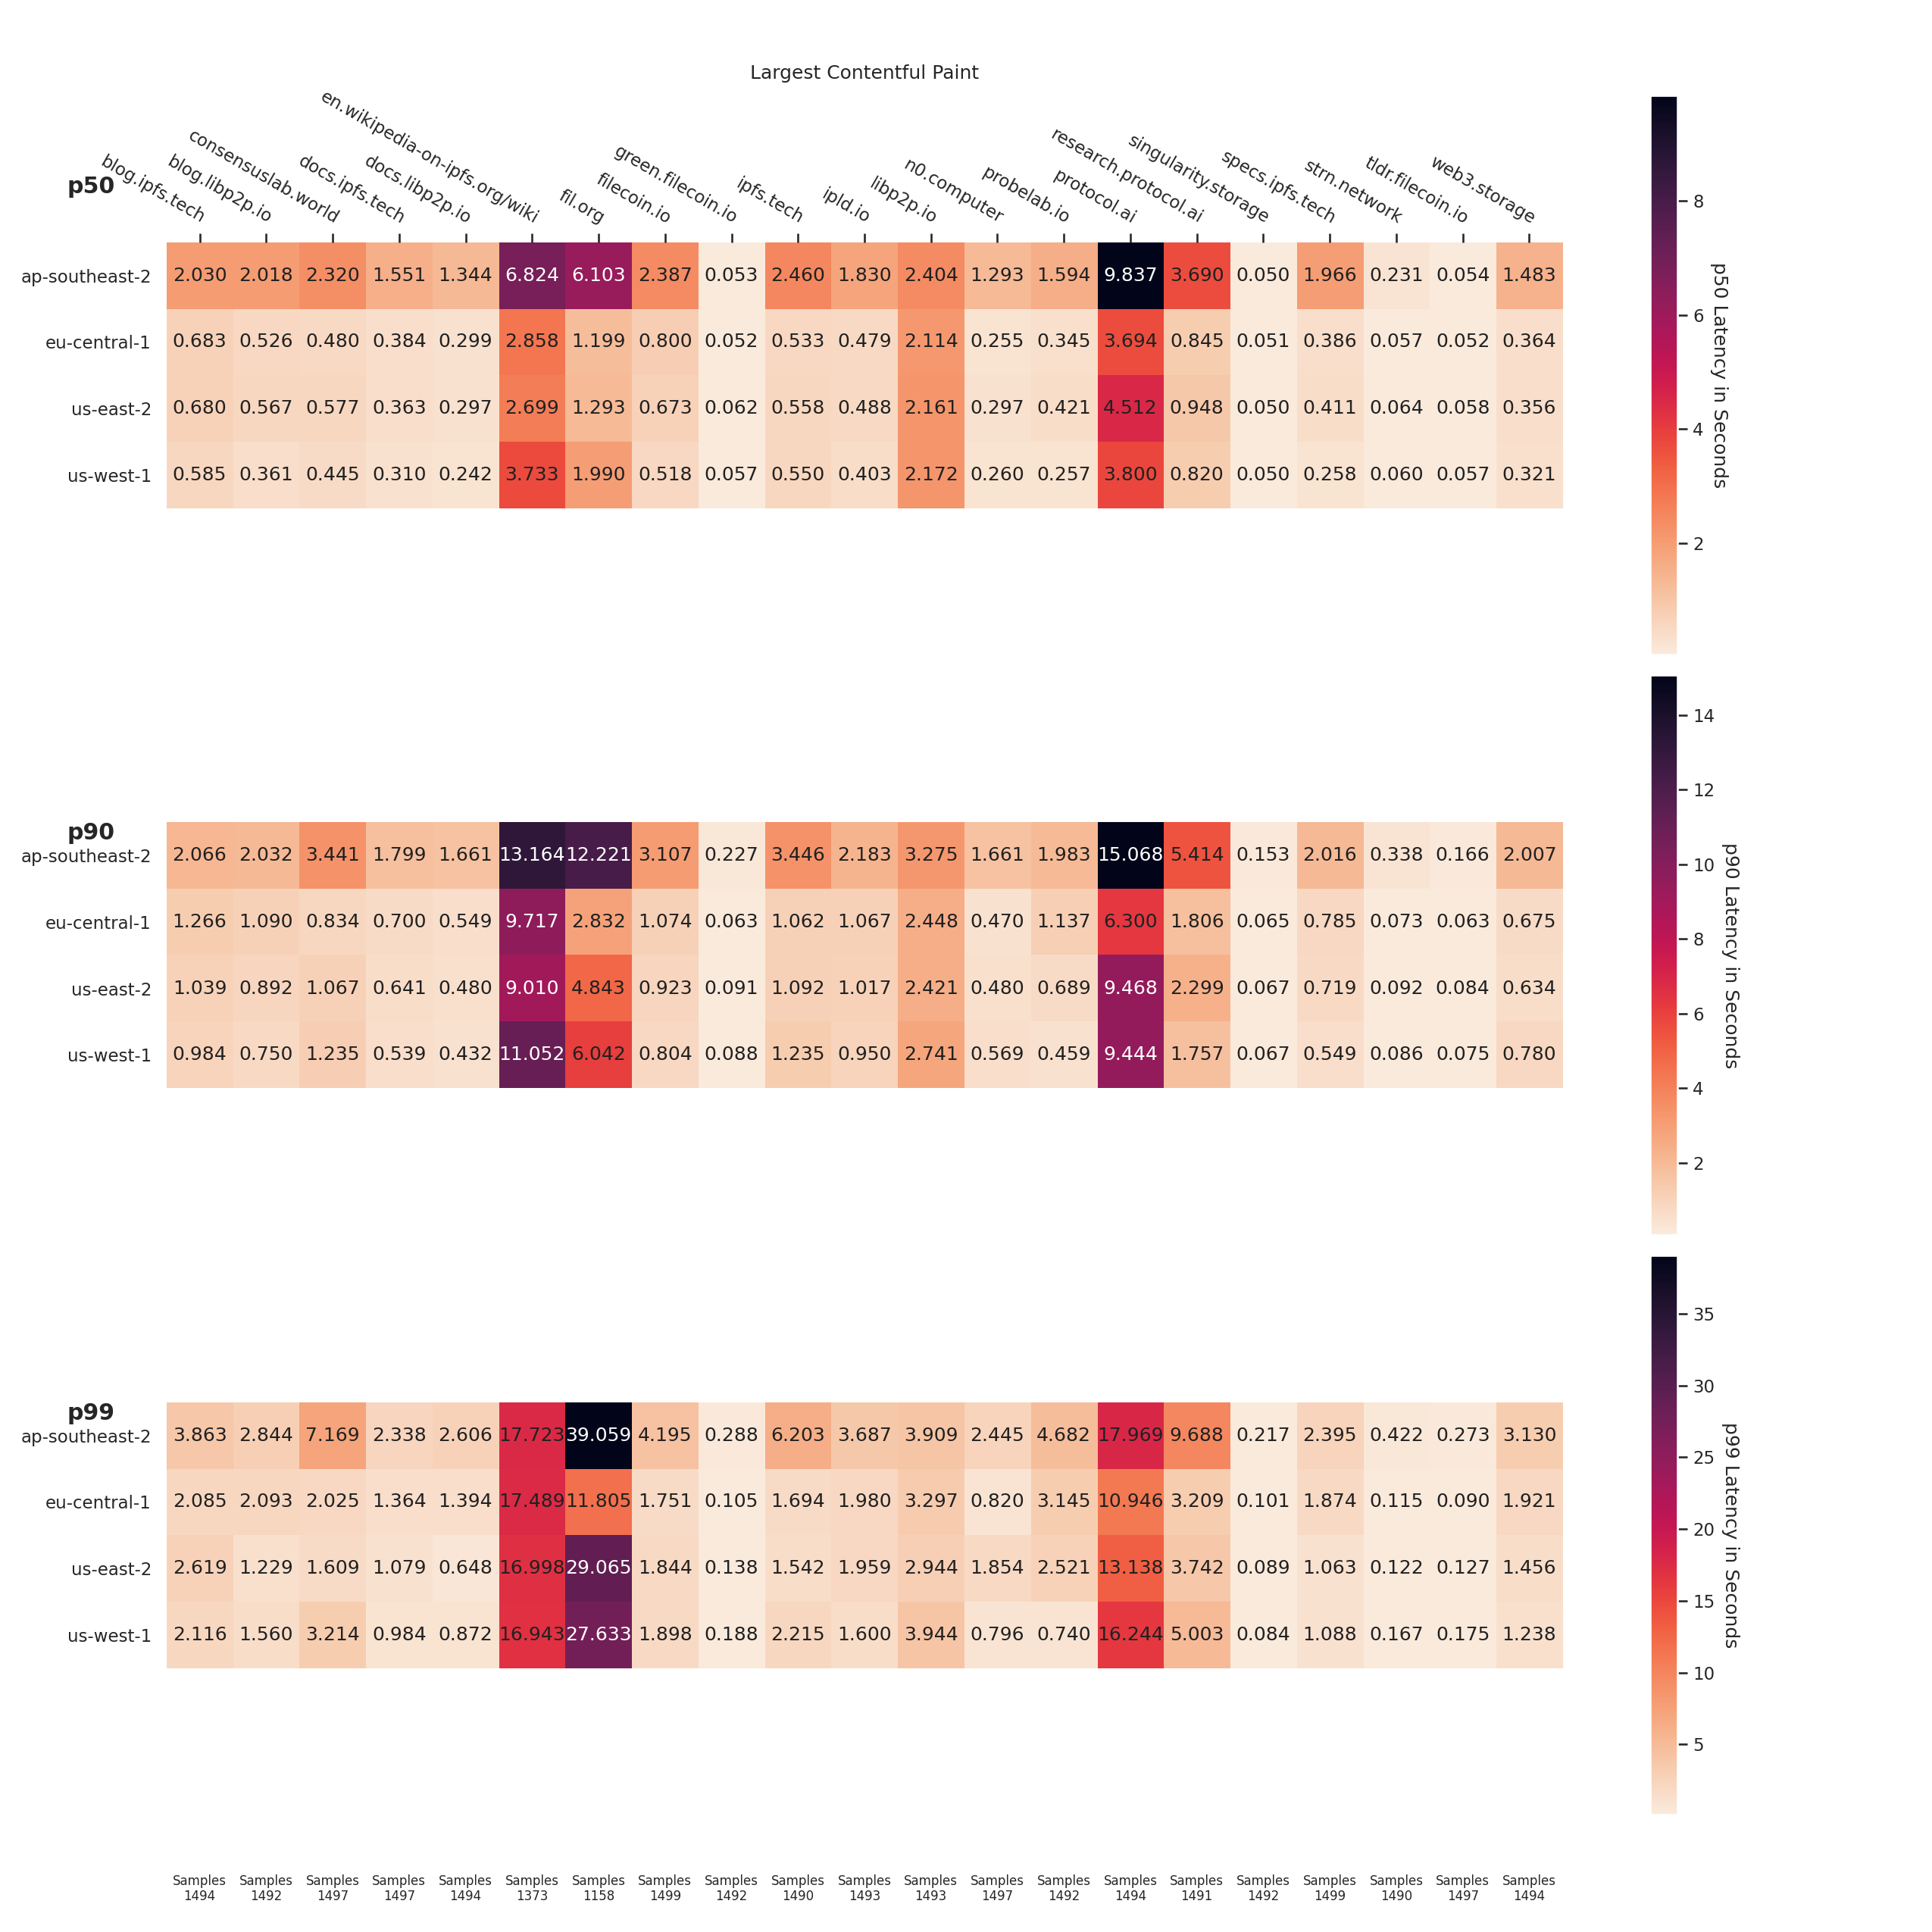 Largest Contentful Paint
p50
blog.ipfs.tech
blog.libp2p.io
consensuslab.world
docs.ipfs.tech
docs.libp2p.io
en.wikipedia-on-ipfs.org/wiki
fil.org
filecoin.io
green.filecoin.io
ipfs.tech
ipld.io
libp2p.io
n0.computer
probelab.io
protocol.ai
research.protocol.ai
singularity.storage
specs.ipfs.tech
strn.network
tldr.filecoin.io
web3.storage
ap-southeast-2 2.030 2.018 2.320 1.551 1.344 6.824 6.103 2.387 0.053 2.460 1.830 2.404 1.293 1.594 9.837 3.690 0.050 1.966 0.231 0.054 1.483
eu-central-1 0.683 0.526 0.480 0.384 0.299 2.858 1.199 0.800 0.052 0.533 0.479 2.114 0.255 0.345 3.694 0.845 0.051 0.386 0.057 0.052 0.364
us-east-2 0.680 0.567 0.577 0.363 0.297 2.699 1.293 0.673 0.062 0.558 0.488 2.161 0.297 0.421 4.512 0.948 0.050 0.411 0.064 0.058 0.356
us-west-1 0.585 0.361 0.445 0.310 0.242 3.733 1.990 0.518 0.057 0.550 0.403 2.172 0.260 0.257 3.800 0.820 0.050 0.258 0.060 0.057 0.321
8
6
4
2
p50 Latency in Seconds
p90
ap-southeast-2 2.066 2.032 3.441 1.799 1.661 13.164 12.221 3.107 0.227 3.446 2.183 3.275 1.661 1.983 15.068 5.414 0.153 2.016 0.338 0.166 2.007
eu-central-1 1.266 1.090 0.834 0.700 0.549 9.717 2.832 1.074 0.063 1.062 1.067 2.448 0.470 1.137 6.300 1.806 0.065 0.785 0.073 0.063 0.675
us-east-2 1.039 0.892 1.067 0.641 0.480 9.010 4.843 0.923 0.091 1.092 1.017 2.421 0.480 0.689 9.468 2.299 0.067 0.719 0.092 0.084 0.634
us-west-1 0.984 0.750 1.235 0.539 0.432 11.052 6.042 0.804 0.088 1.235 0.950 2.741 0.569 0.459 9.444 1.757 0.067 0.549 0.086 0.075 0.780
14
12
10
8
6
4
2
p90 Latency in Seconds
p99
ap-southeast-2 3.863 2.844 7.169 2.338 2.606 17.723 39.059 4.195 0.288 6.203 3.687 3.909 2.445 4.682 17.969 9.688 0.217 2.395 0.422 0.273 3.130
eu-central-1 2.085 2.093 2.025 1.364 1.394 17.489 11.805 1.751 0.105 1.694 1.980 3.297 0.820 3.145 10.946 3.209 0.101 1.874 0.115 0.090 1.921
us-east-2 2.619 1.229 1.609 1.079 0.648 16.998 29.065 1.844 0.138 1.542 1.959 2.944 1.854 2.521 13.138 3.742 0.089 1.063 0.122 0.127 1.456
us-west-1 2.116 1.560 3.214 0.984 0.872 16.943 27.633 1.898 0.188 2.215 1.600 3.944 0.796 0.740 16.244 5.003 0.084 1.088 0.167 0.175 1.238
35
30
25
20
15
10
5
p99 Latency in Seconds
Samples Samples Samples Samples Samples Samples Samples Samples Samples Samples Samples Samples Samples Samples Samples Samples Samples Samples Samples Samples Samples
1494 1492 1497 1497 1494 1373 1158 1499 1492 1490 1493 1493 1497 1492 1494 1491 1492 1499 1490 1497 1494